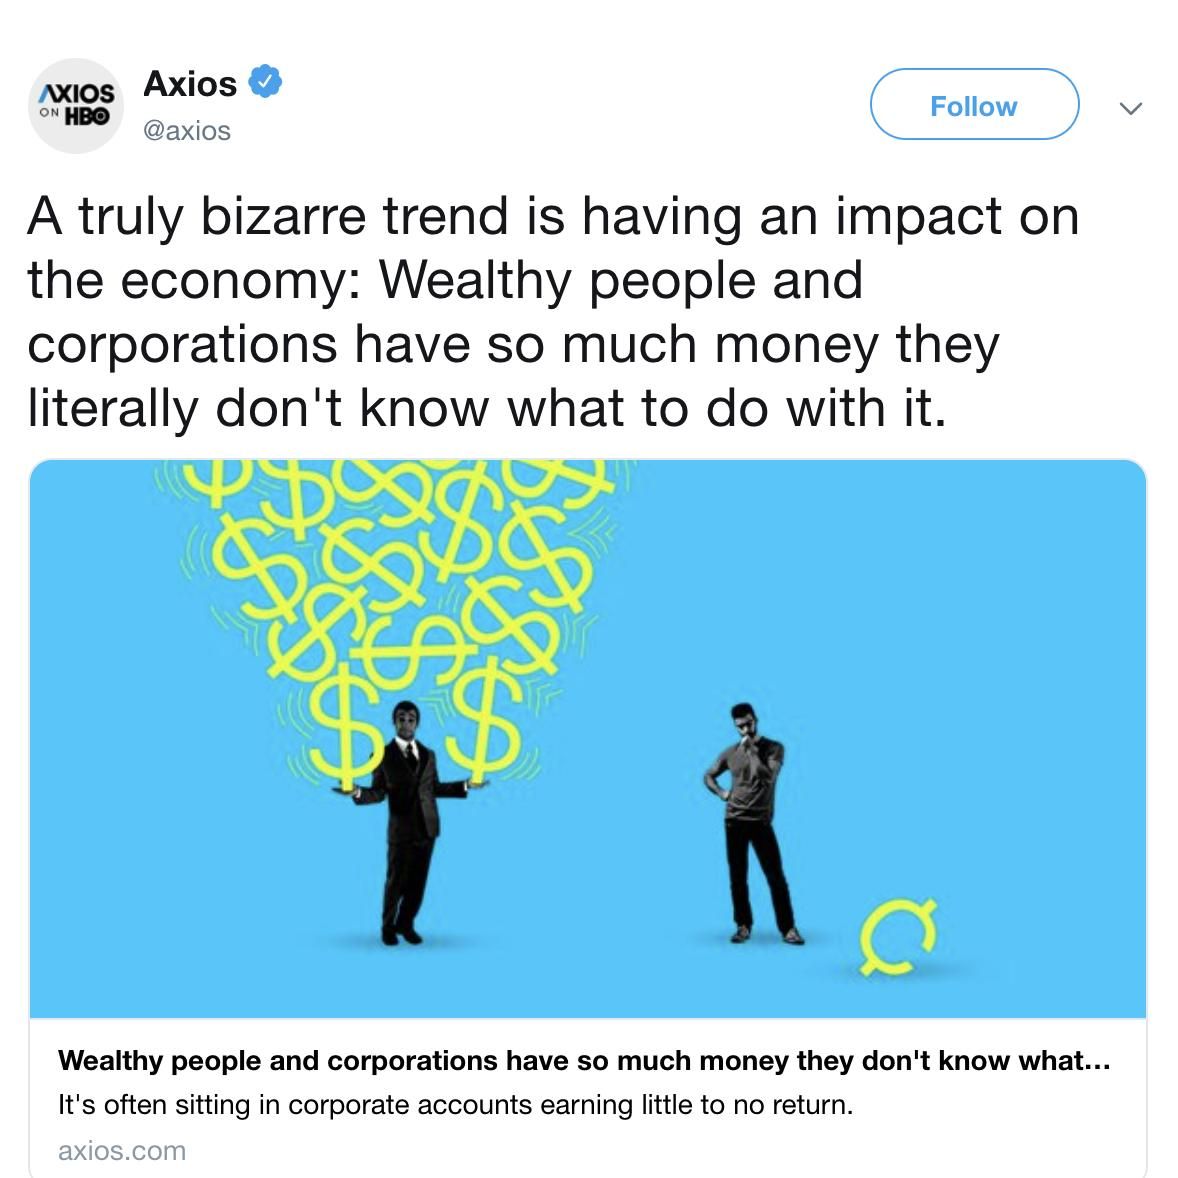 AXIOS
ON HBO
Axios
@axios
Follow
A truly bizarre trend is having an impact on
the economy: Wealthy people and
corporations have so much money they
literally don't know what to do with it.
Wealthy people and corporations have so much money they don't know what...
It's often sitting in corporate accounts earning little to no return.
axios.com